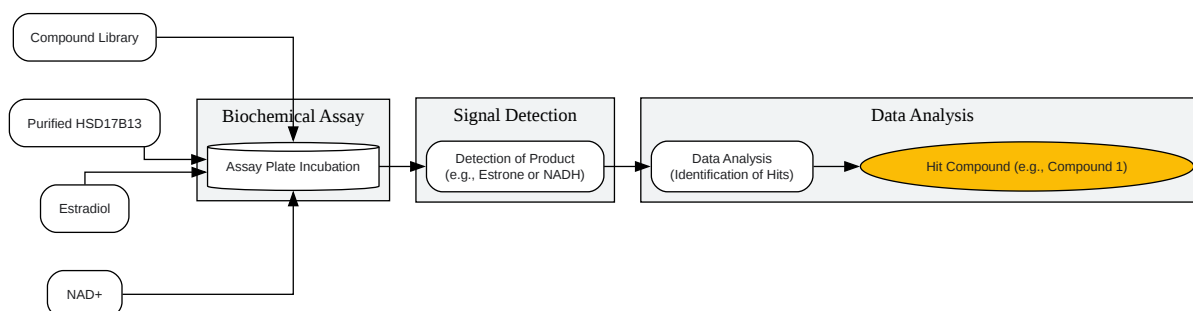 Compound Library
Purified HSD17B13
Estradiol
NAD+
Biochemical Assay
Assay Plate Incubation
Signal Detection
Detection of Product
(e.g., Estrone or NADH)
Data Analysis
Data Analysis
(Identification of Hits)
Hit Compound (e.g., Compound 1)